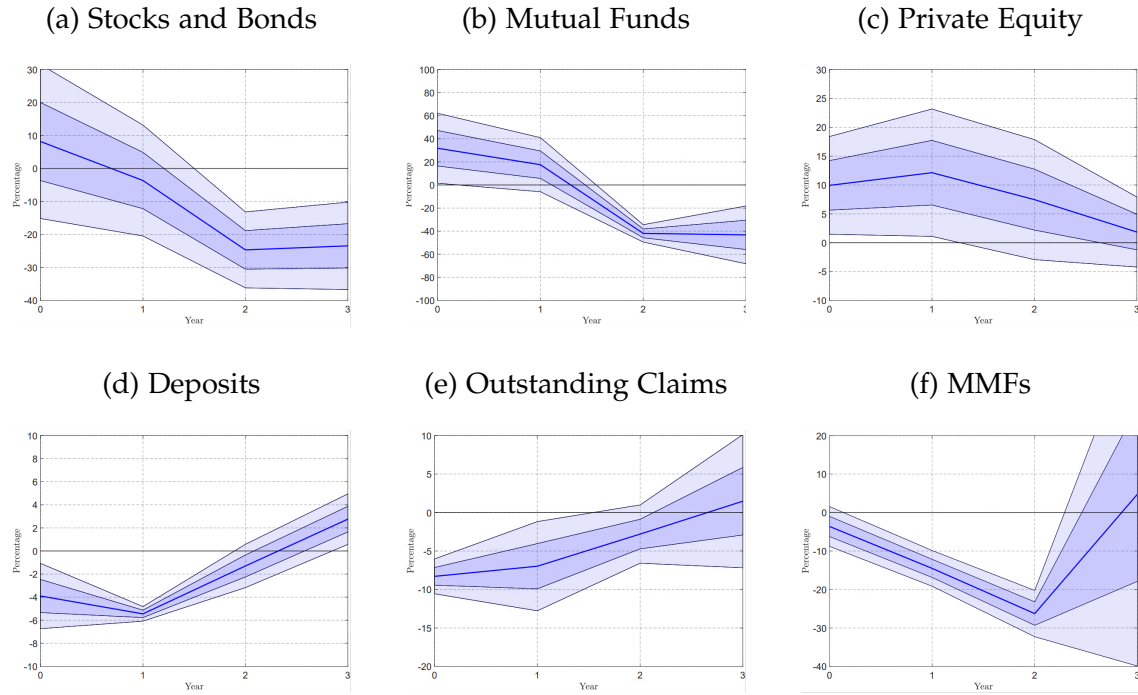 (a) Stocks and Bonds
(b) Mutual Funds
(c) Private Equity
30
20
10
0
-10
-20
-30
-40
Percentage
0 1 2 3
Year
100
80
60
40
20
0
-20
-40
-60
-80
-100
Percentage
0 1 2 3
Year
30
25
20
15
10
5
0
-5
-10
Percentage
0 1 2 3
Year
(d) Deposits
(e) Outstanding Claims
(f) MMFs
10
8
6
4
2
0
-2
-4
-6
-8
-10
Percentage
0 1 2 3
Year
10
5
0
-5
-10
-15
-20
Percentage
0 1 2 3
Year
20
10
0
-10
-20
-30
-40
Percentage
0 1 2 3
Year